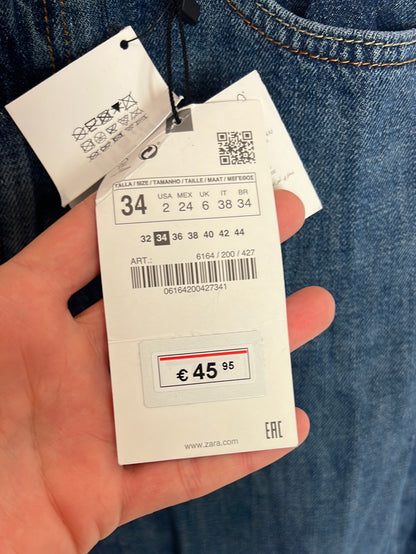 TALLA / SIZE / TAMANHO / TAILLE / MAAT / ΜΕΓΕΘΟΣ
34 USA MEX UK IT BR
2 24 6 38 34
32 34 36 38 40 42 44
ART.: 6164 / 200 / 427
06164200427341
€ 45 95
www.zara.com
EAC